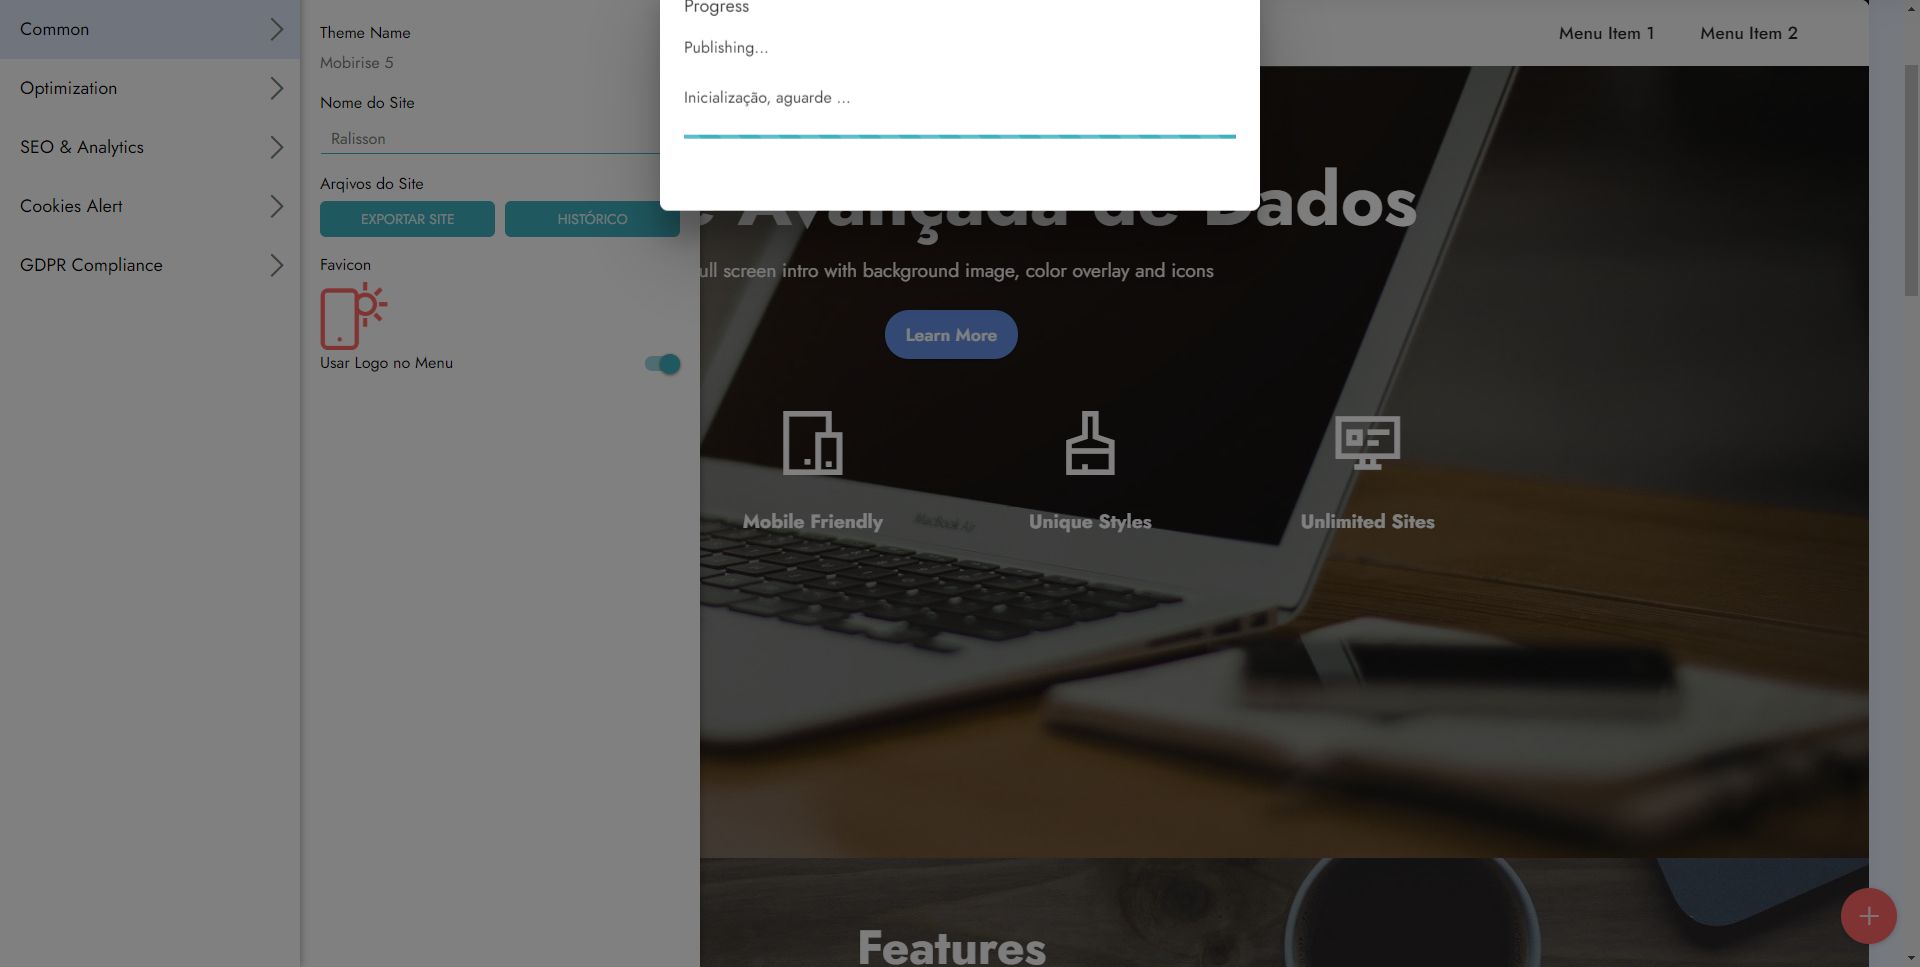 Common
Optimization
SEO & Analytics
Cookies Alert
GDPR Compliance
Theme Name
Mobirise 5
Nome do Site
Ralisson
Arqivos do Site
EXPORTAR SITE
HISTÓRICO
Favicon
Usar Logo no Menu
Progress
Publishing...
Inicialização, aguarde ...
Menu Item 1
Menu Item 2
Avançada de Dados
ull screen intro with background image, color overlay and icons
Learn More
Mobile Friendly
Unique Styles
Unlimited Sites
MacBook Air
Features